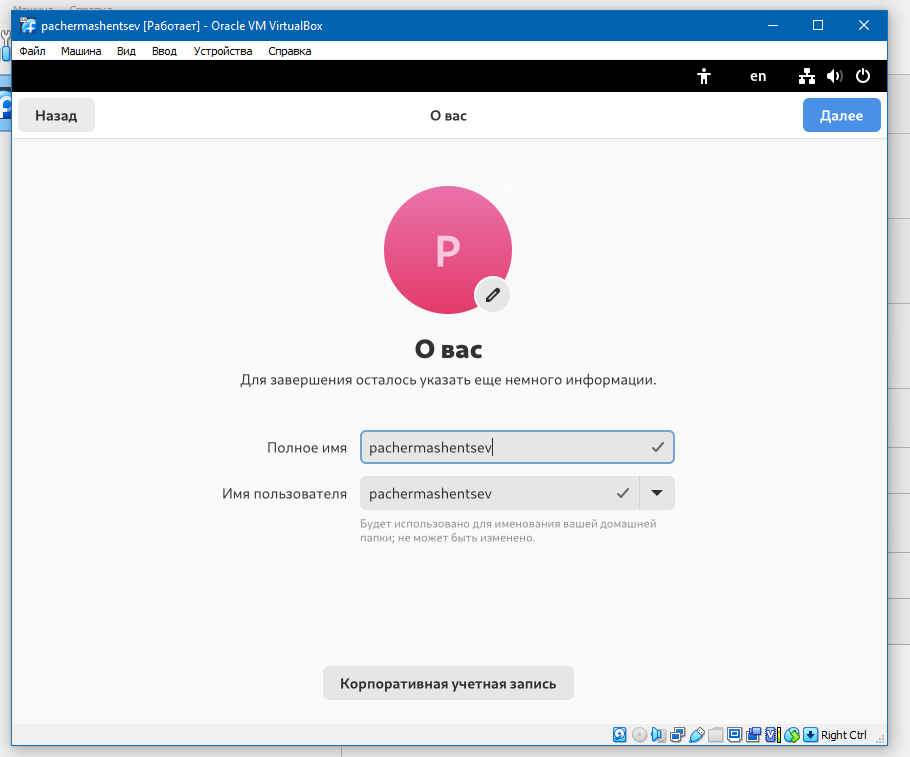 Машина Справка
pachermashentsev [Работает] - Oracle VM VirtualBox
Файл Машина Вид Ввод Устройства Справка
en
Назад О вас Далее
P
О вас
Для завершения осталось указать еще немного информации.
Полное имя pachermashentsev
Имя пользователя pachermashentsev
Будет использовано для именования вашей домашней
папки; не может быть изменено.
Корпоративная учетная запись
Right Ctrl